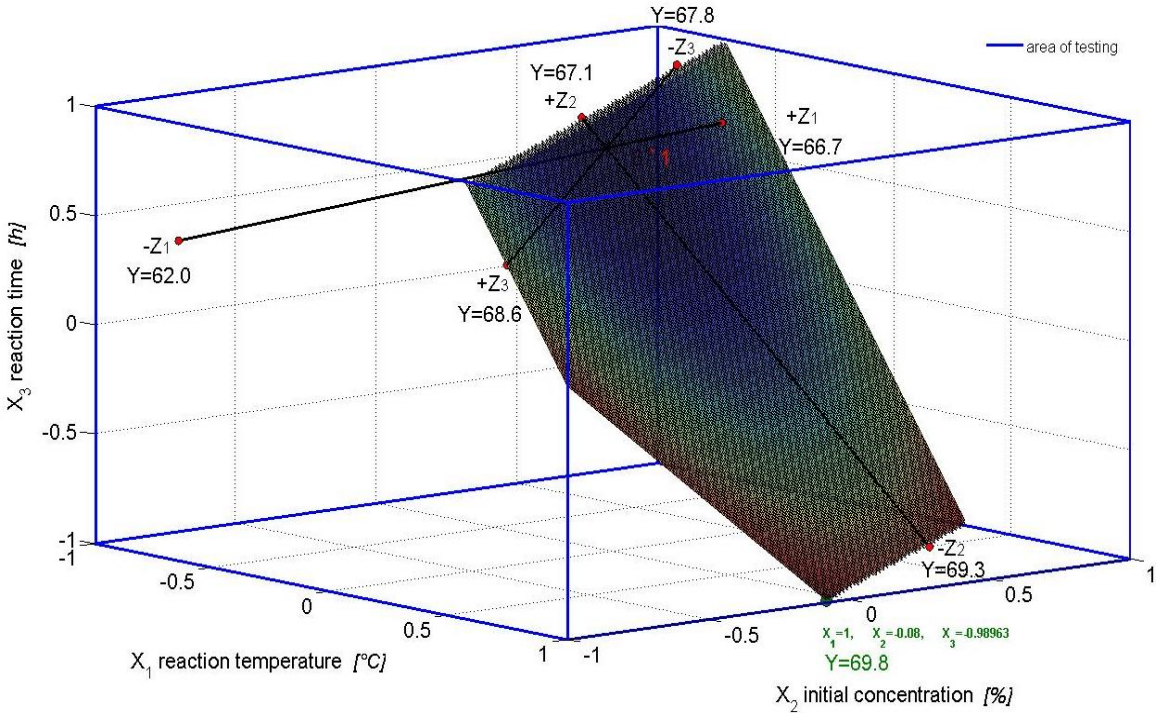 Y=67.8
-Z3
area of testing
Y=67.1
+Z2
+Z1
Y=66.7
1
1
0.5
0
-0.5
-1
X3 reaction time [h]
-Z1
Y=62.0
+Z3
Y=68.6
-Z2
Y=69.3
-1
-0.5
0
0.5
1
X1 reaction temperature [°C]
-1
-0.5
0
0.5
1
X1=1, X2=-0.08, X3=-0.98963
Y=69.8
X2 initial concentration [%]